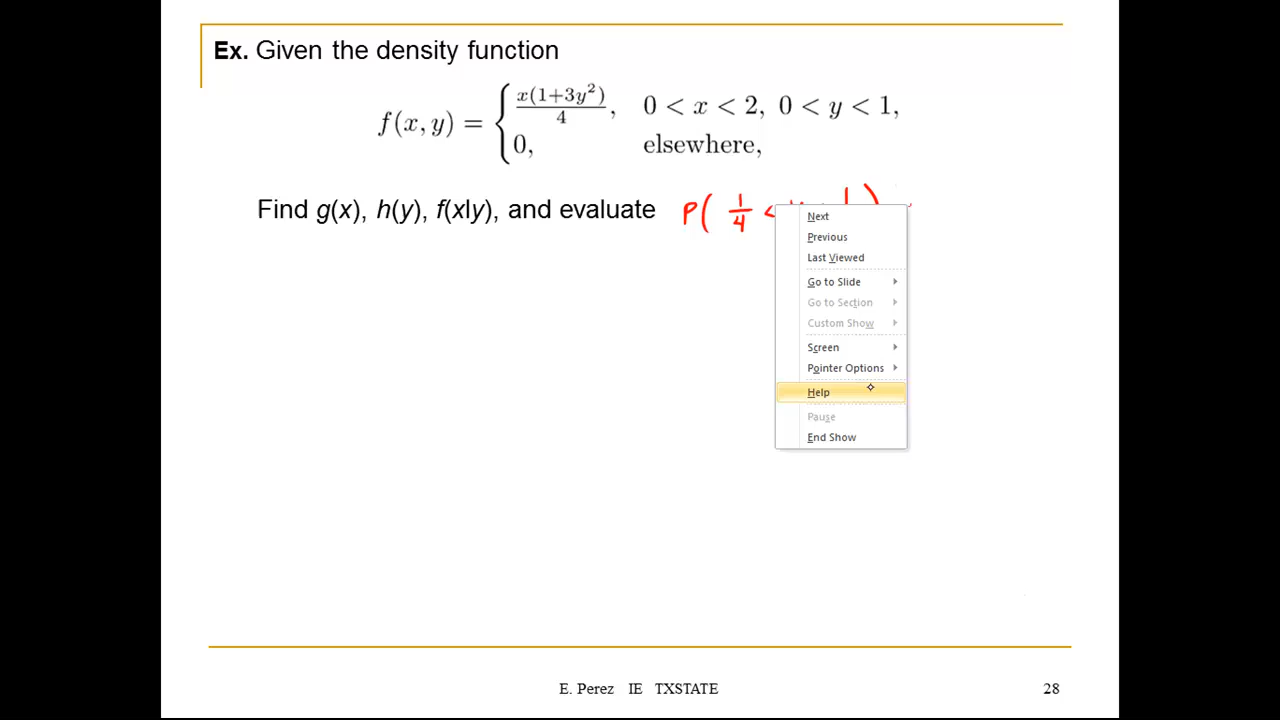 Ex. Given the density function
f(x, y) = { x(1+3y²)/4, 0 < x < 2, 0 < y < 1,
0, elsewhere,
Find g(x), h(y), f(x|y), and evaluate P( 1/4 <
Next
Previous
Last Viewed
Go to Slide
Go to Section
Custom Show
Screen
Pointer Options
Help
Pause
End Show
E. Perez IE TXSTATE 28